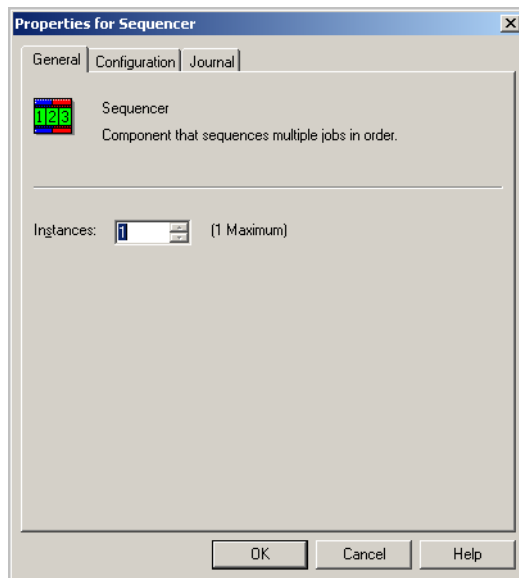 Properties for Sequencer
General Configuration Journal
123
Sequencer
Component that sequences multiple jobs in order.
Instances: 1 (1 Maximum)
OK Cancel Help